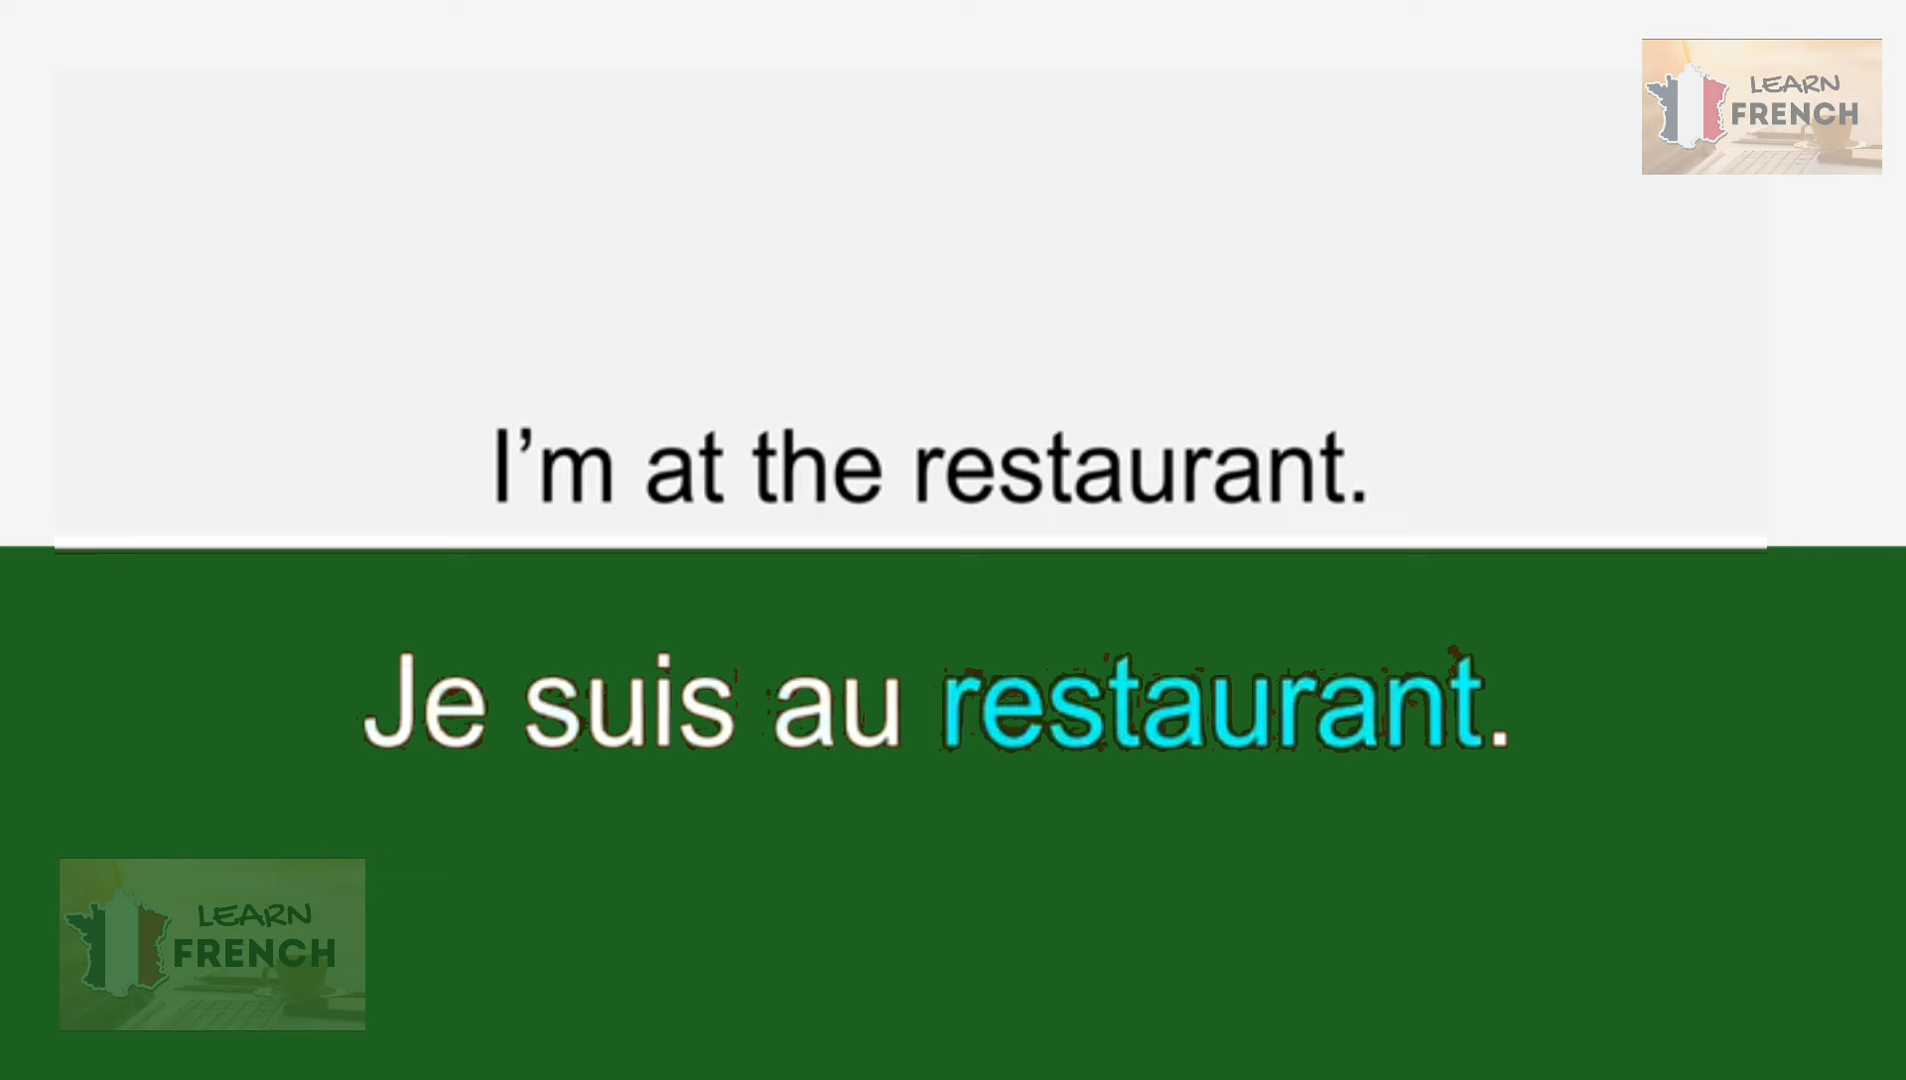 LEARN
FRENCH
I’m at the restaurant.
Je suis au restaurant.
LEARN
FRENCH